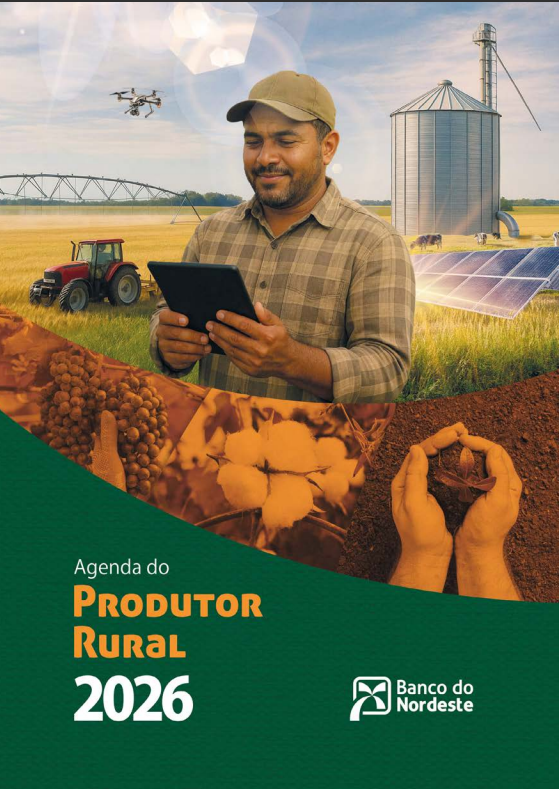 Agenda do
PRODUTOR
RURAL
2026
Banco do
Nordeste